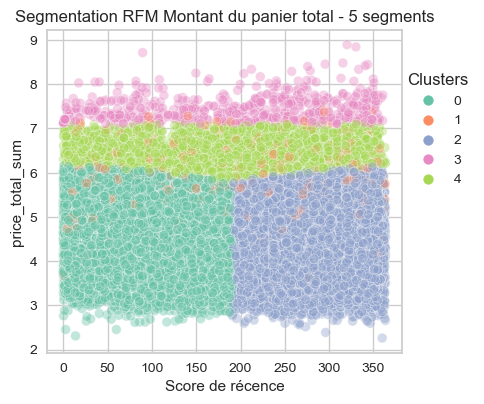 Segmentation RFM Montant du panier total - 5 segments
9
8
7
6
5
4
3
2
price_total_sum
0 50 100 150 200 250 300 350
Score de récence
Clusters
0
1
2
3
4